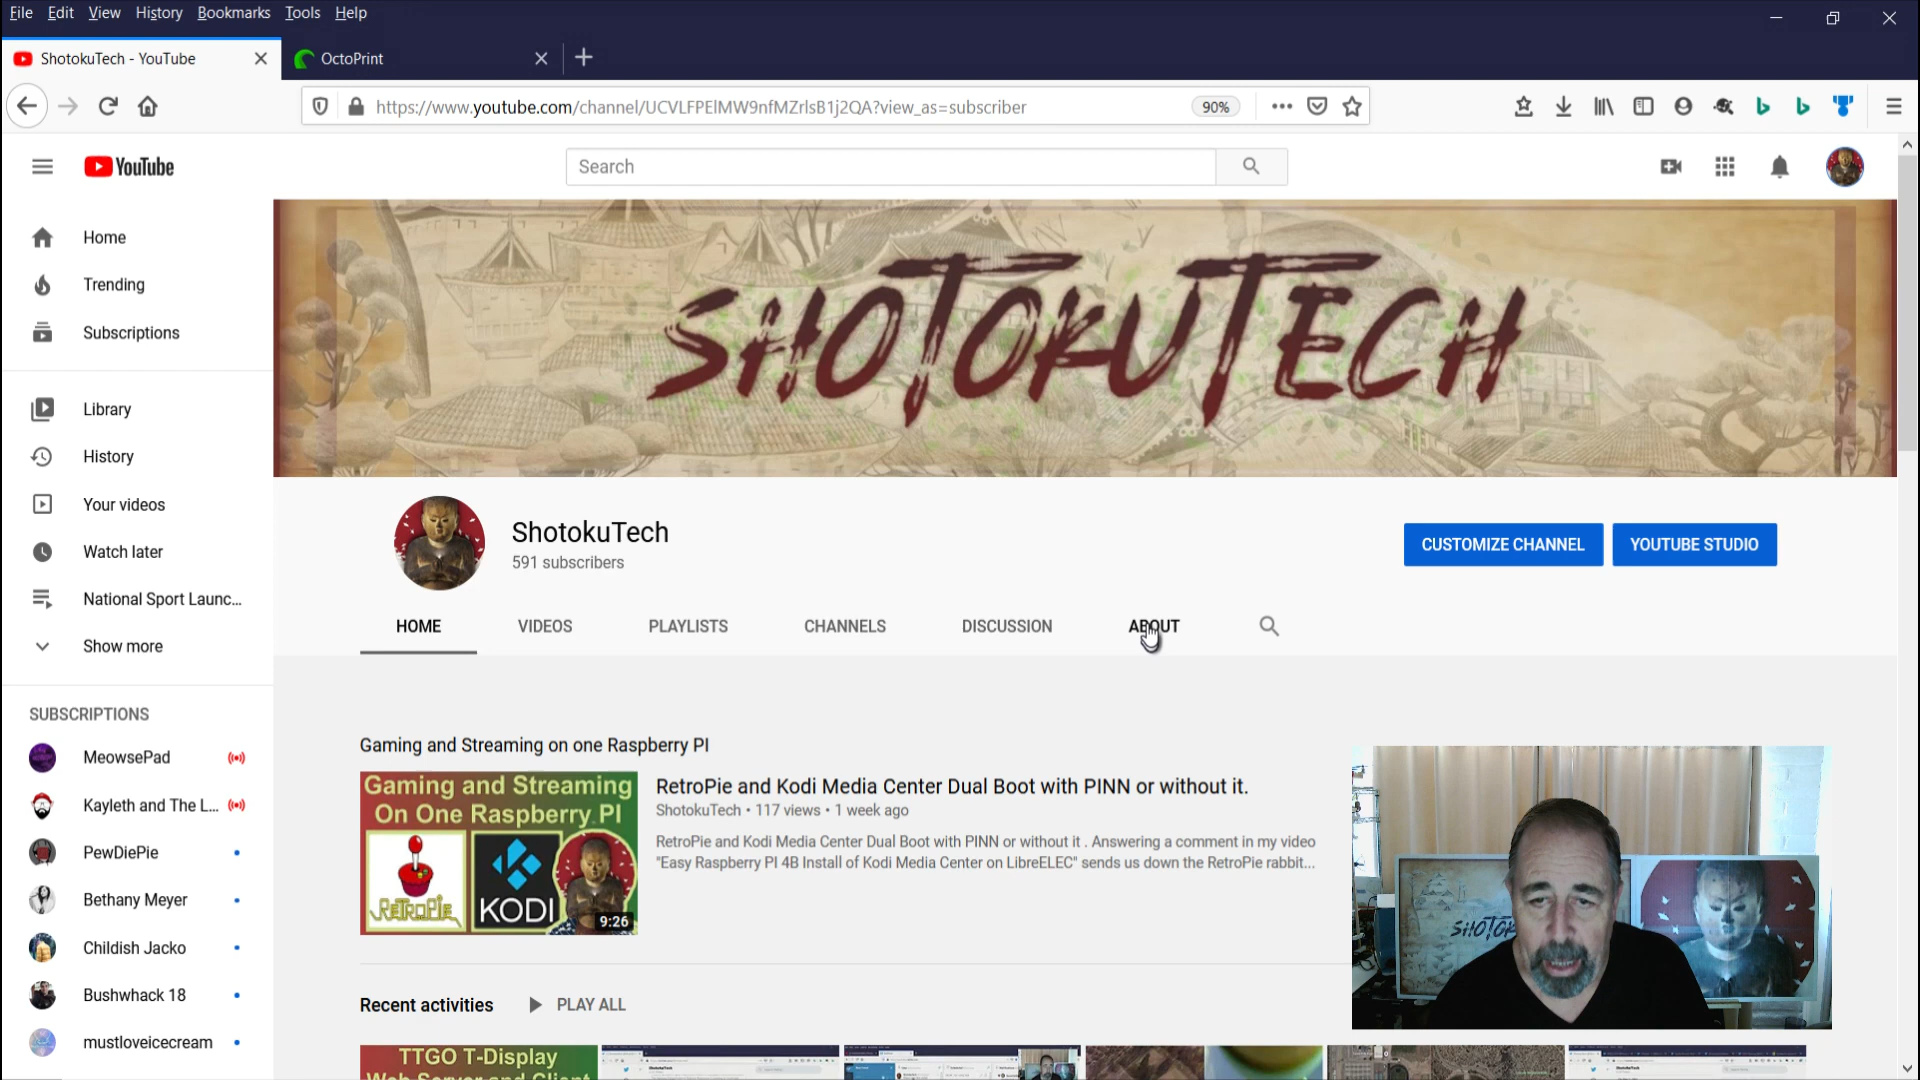 File Edit View History Bookmarks Tools Help
ShotokuTech - YouTube
OctoPrint
https://www.youtube.com/channel/UCVLFPEIMW9nfMZrlsB1j2QA?view_as=subscriber
90%
YouTube
Search
Home
Trending
Subscriptions
Library
History
Your videos
Watch later
National Sport Launc...
Show more
SUBSCRIPTIONS
MeowsePad
Kayleth and The L...
PewDiePie
Bethany Meyer
Childish Jacko
Bushwhack 18
mustloveicecream
SHOTOKUTECH
ShotokuTech
591 subscribers
CUSTOMIZE CHANNEL
YOUTUBE STUDIO
HOME VIDEOS PLAYLISTS CHANNELS DISCUSSION ABOUT
Gaming and Streaming on one Raspberry PI
Gaming and Streaming
On One Raspberry PI
RETROPIE
KODI
9:26
RetroPie and Kodi Media Center Dual Boot with PINN or without it.
ShotokuTech • 117 views • 1 week ago
RetroPie and Kodi Media Center Dual Boot with PINN or without it . Answering a comment in my video
"Easy Raspberry PI 4B Install of Kodi Media Center on LibreELEC" sends us down the RetroPie rabbit...
Recent activities
PLAY ALL
TTGO T-Display
Web Server and Client